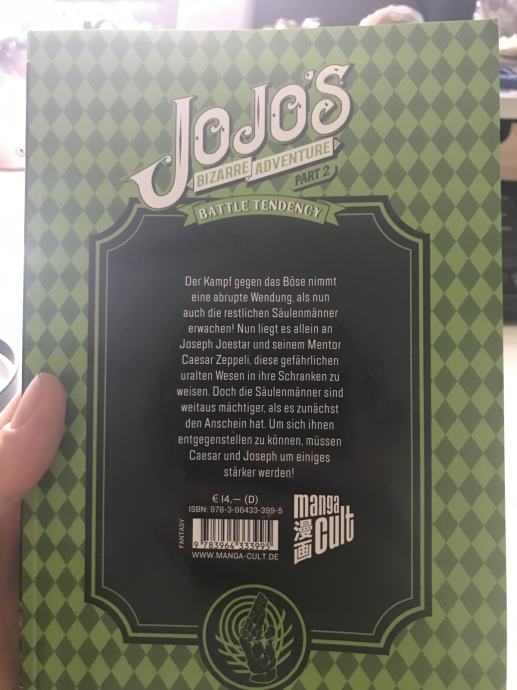 JOJO'S
BIZARRE ADVENTURE
PART 2
BATTLE TENDENCY
Der Kampf gegen das Böse nimmt
eine abrupte Wendung, als nun
auch die restlichen Säulenmänner
erwachen! Nun liegt es allein an
Joseph Joestar und seinem Mentor
Caesar Zeppeli, diese gefährlichen
uralten Wesen in ihre Schranken zu
weisen. Doch die Säulenmänner sind
weitaus mächtiger, als es zunächst
den Anschein hat. Um sich ihnen
entgegenstellen zu können, müssen
Caesar und Joseph um einiges
stärker werden!
€ 14,– (D)
ISBN: 978-3-96433-399-5
FANTASY
9 783964 333995
WWW.MANGA-CULT.DE
manga
漫画 cult